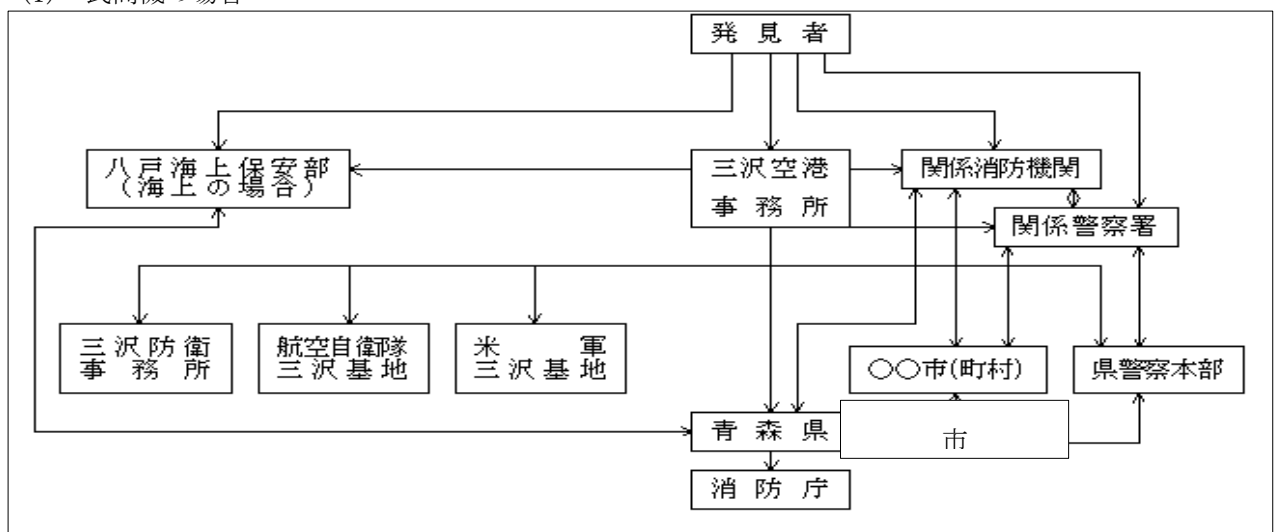 (1) 民間機の場合
発見者
八戸海上保安部
(海上の場合)
三沢空港
事務所
関係消防機関
関係警察署
三沢防衛
事務所
航空自衛隊
三沢基地
米軍
三沢基地
○○市(町村)
県警察本部
青森県
市
消防庁